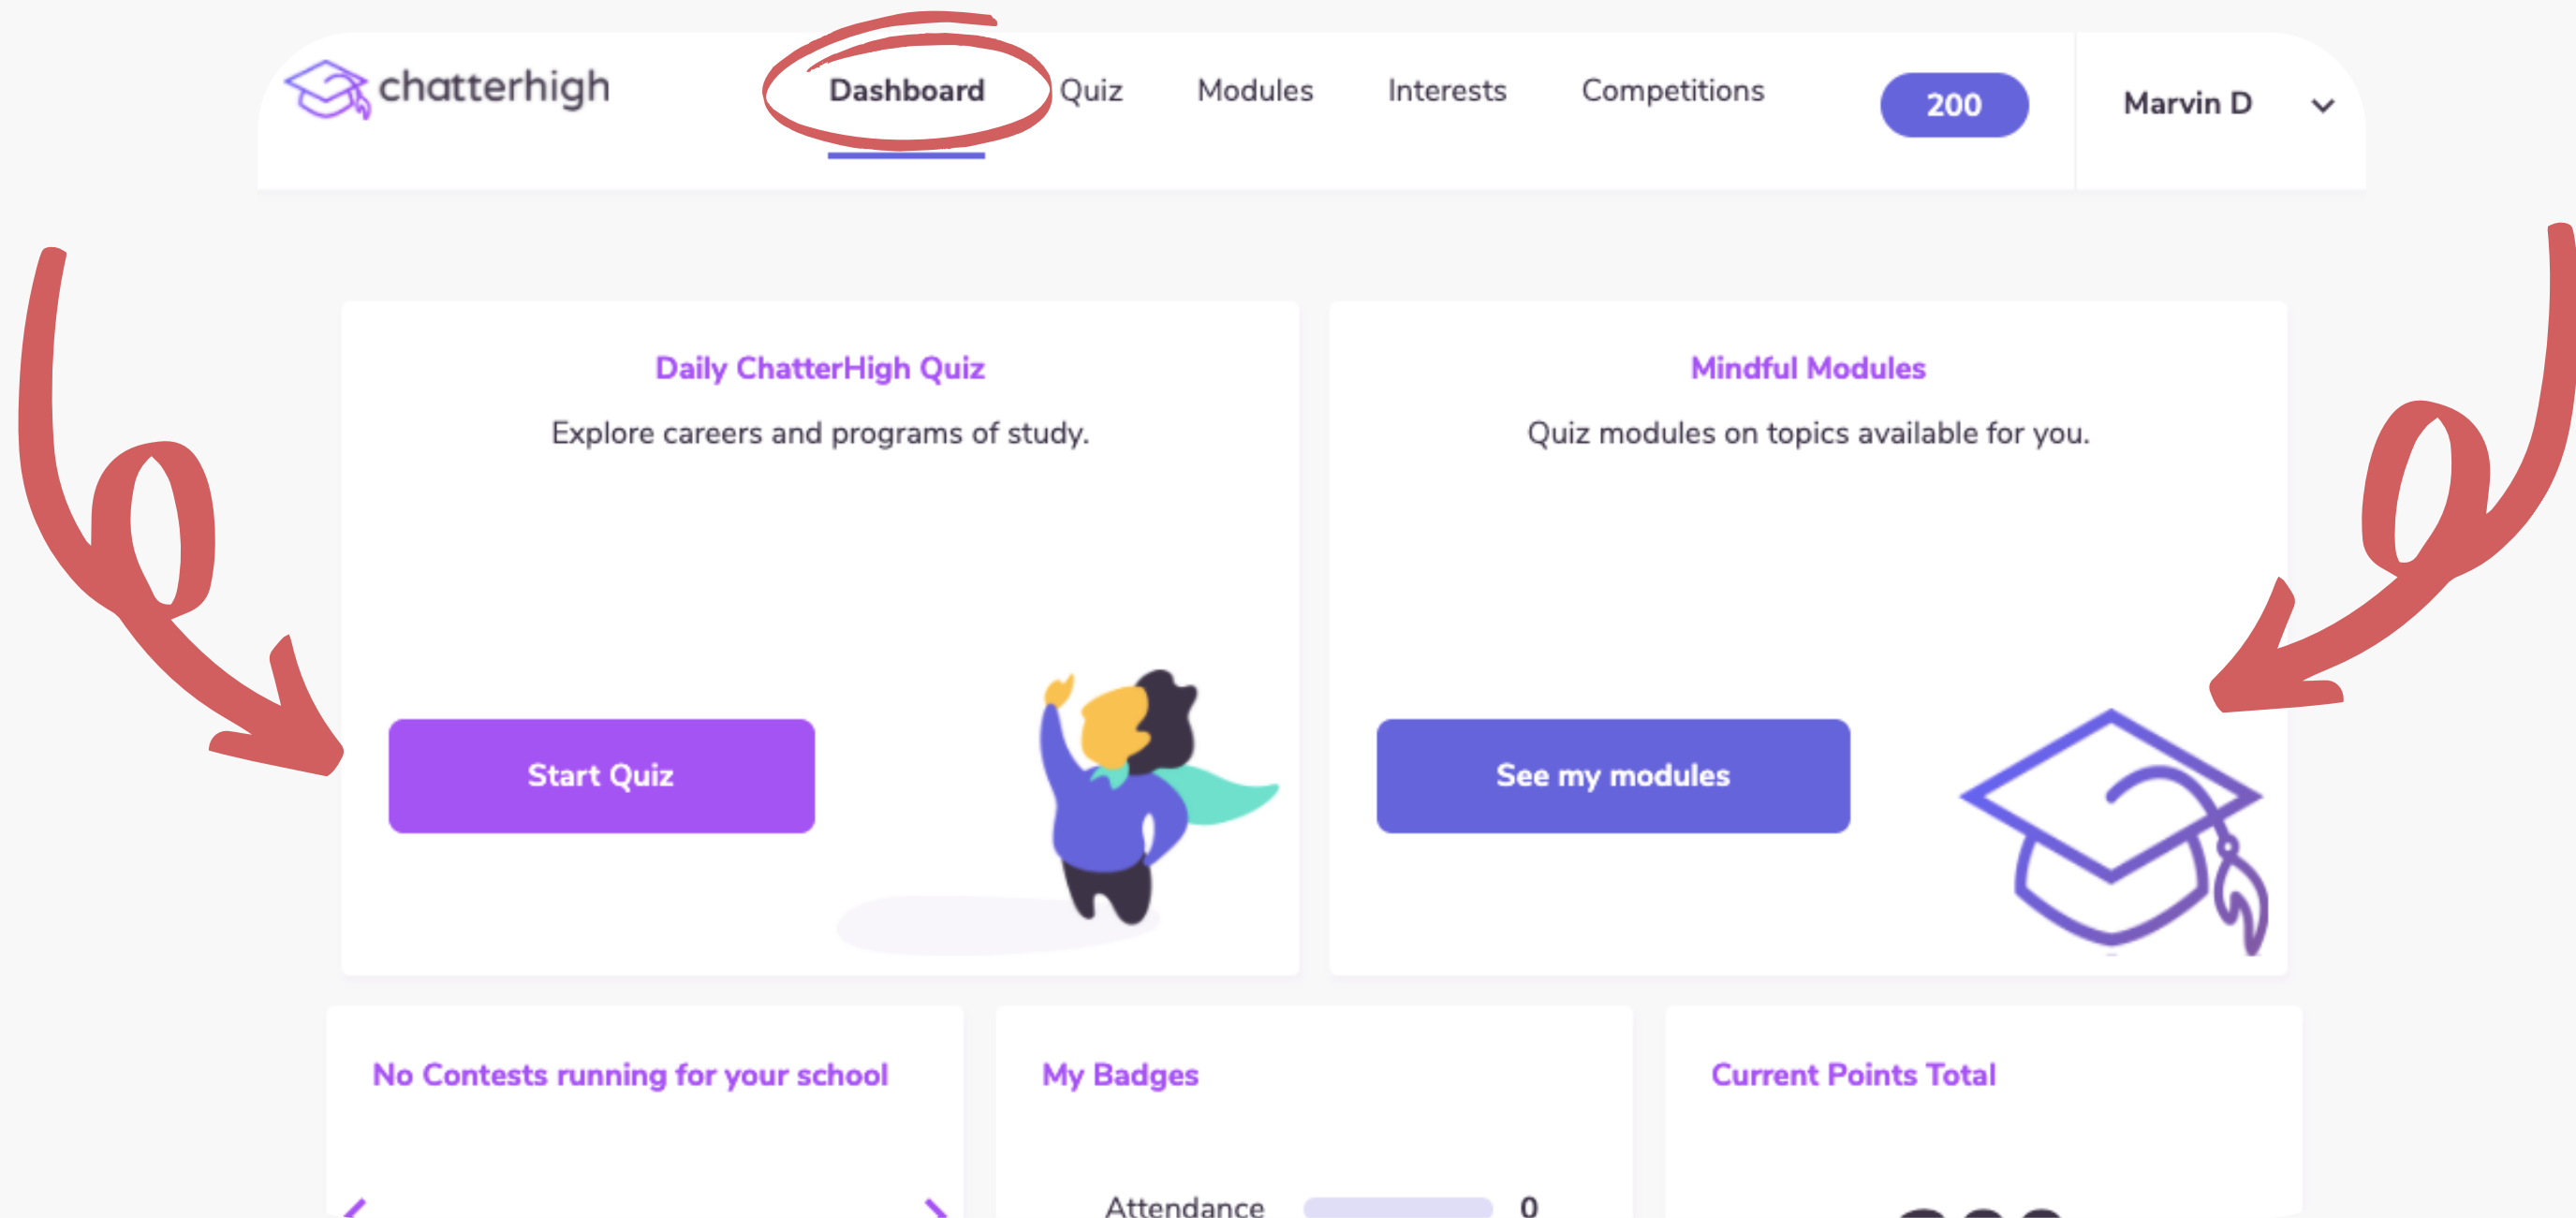 chatterhigh
Dashboard Quiz Modules Interests Competitions 200 Marvin D
Daily ChatterHigh Quiz
Explore careers and programs of study.
Start Quiz
Mindful Modules
Quiz modules on topics available for you.
See my modules
No Contests running for your school
My Badges
Attendance 0
Current Points Total